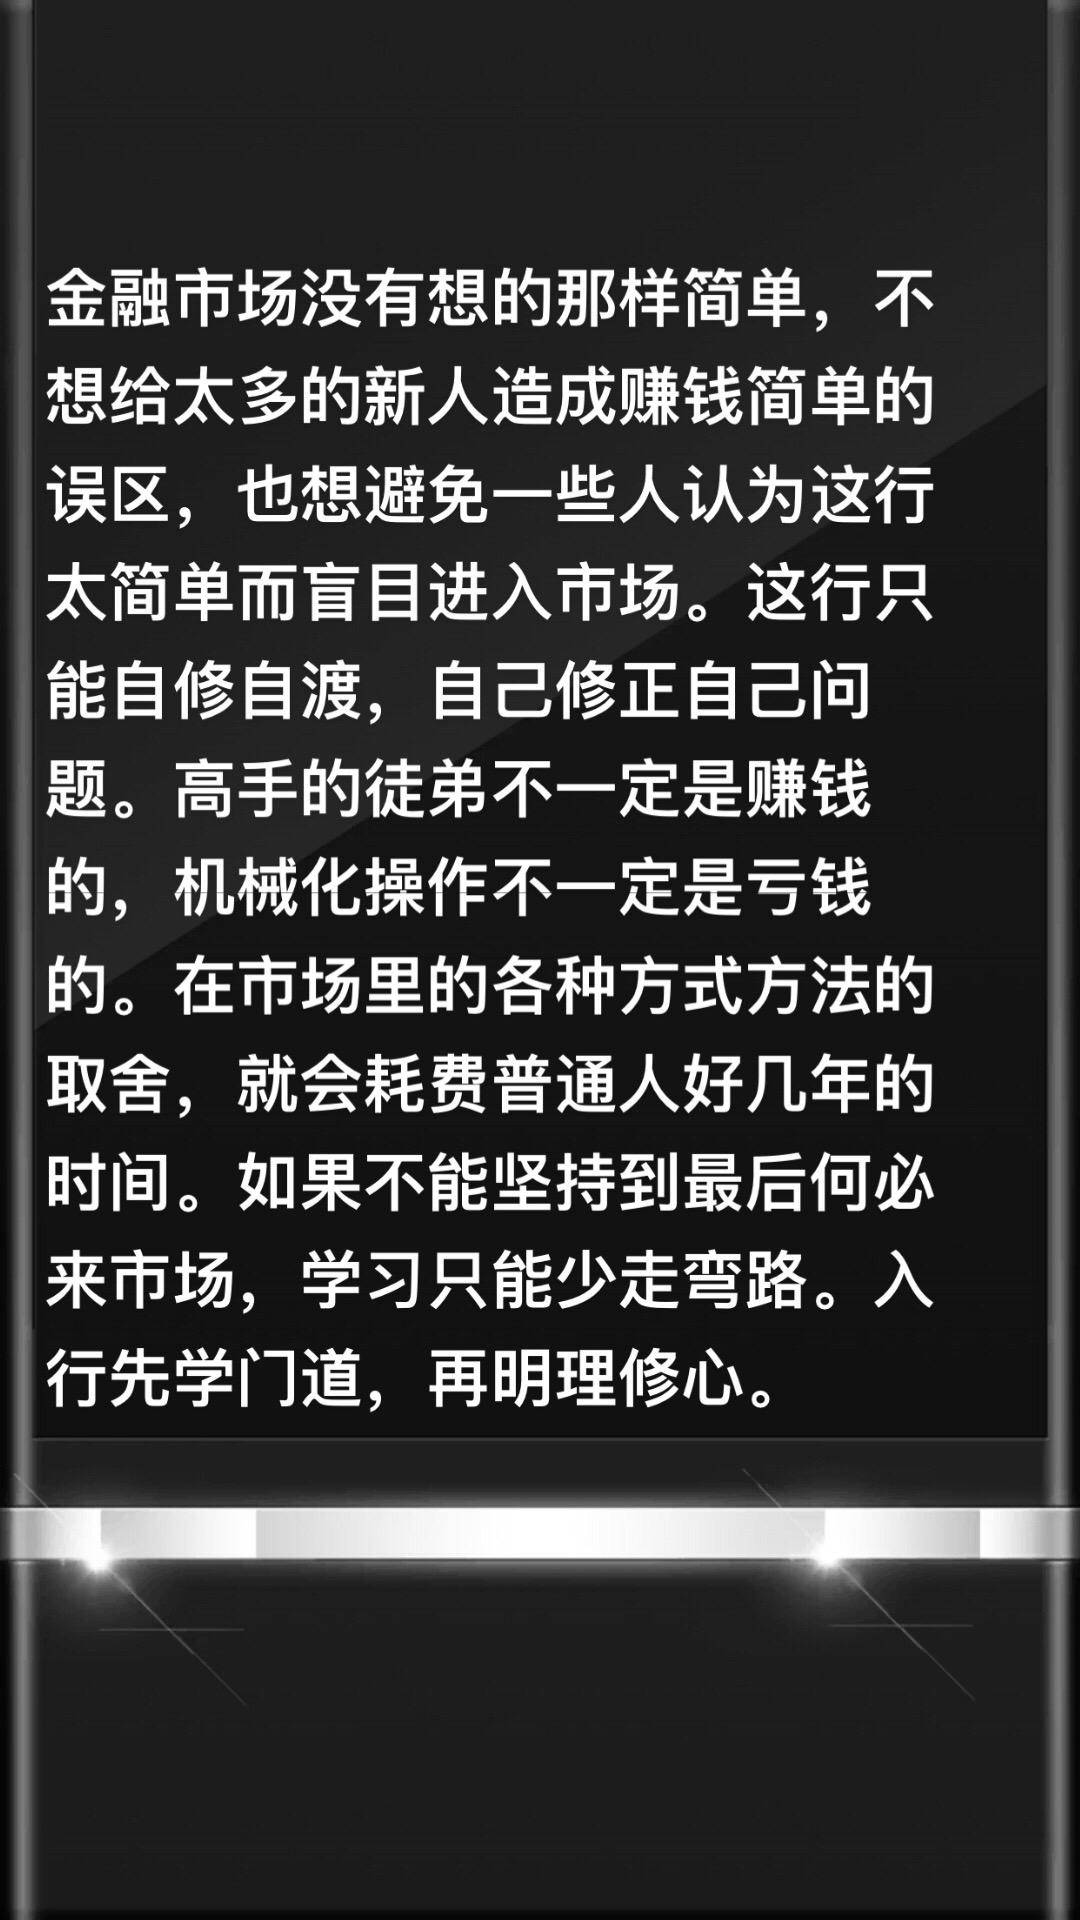 金融市场没有想的那样简单，不
想给太多的新人造成赚钱简单的
误区，也想避免一些人认为这行
太简单而盲目进入市场。这行只
能自修自渡，自己修正自己问
题。高手的徒弟不一定是赚钱
的，机械化操作不一定是亏钱
的。在市场里的各种方式方法的
取舍，就会耗费普通人好几年的
时间。如果不能坚持到最后何必
来市场，学习只能少走弯路。入
行先学门道，再明理修心。